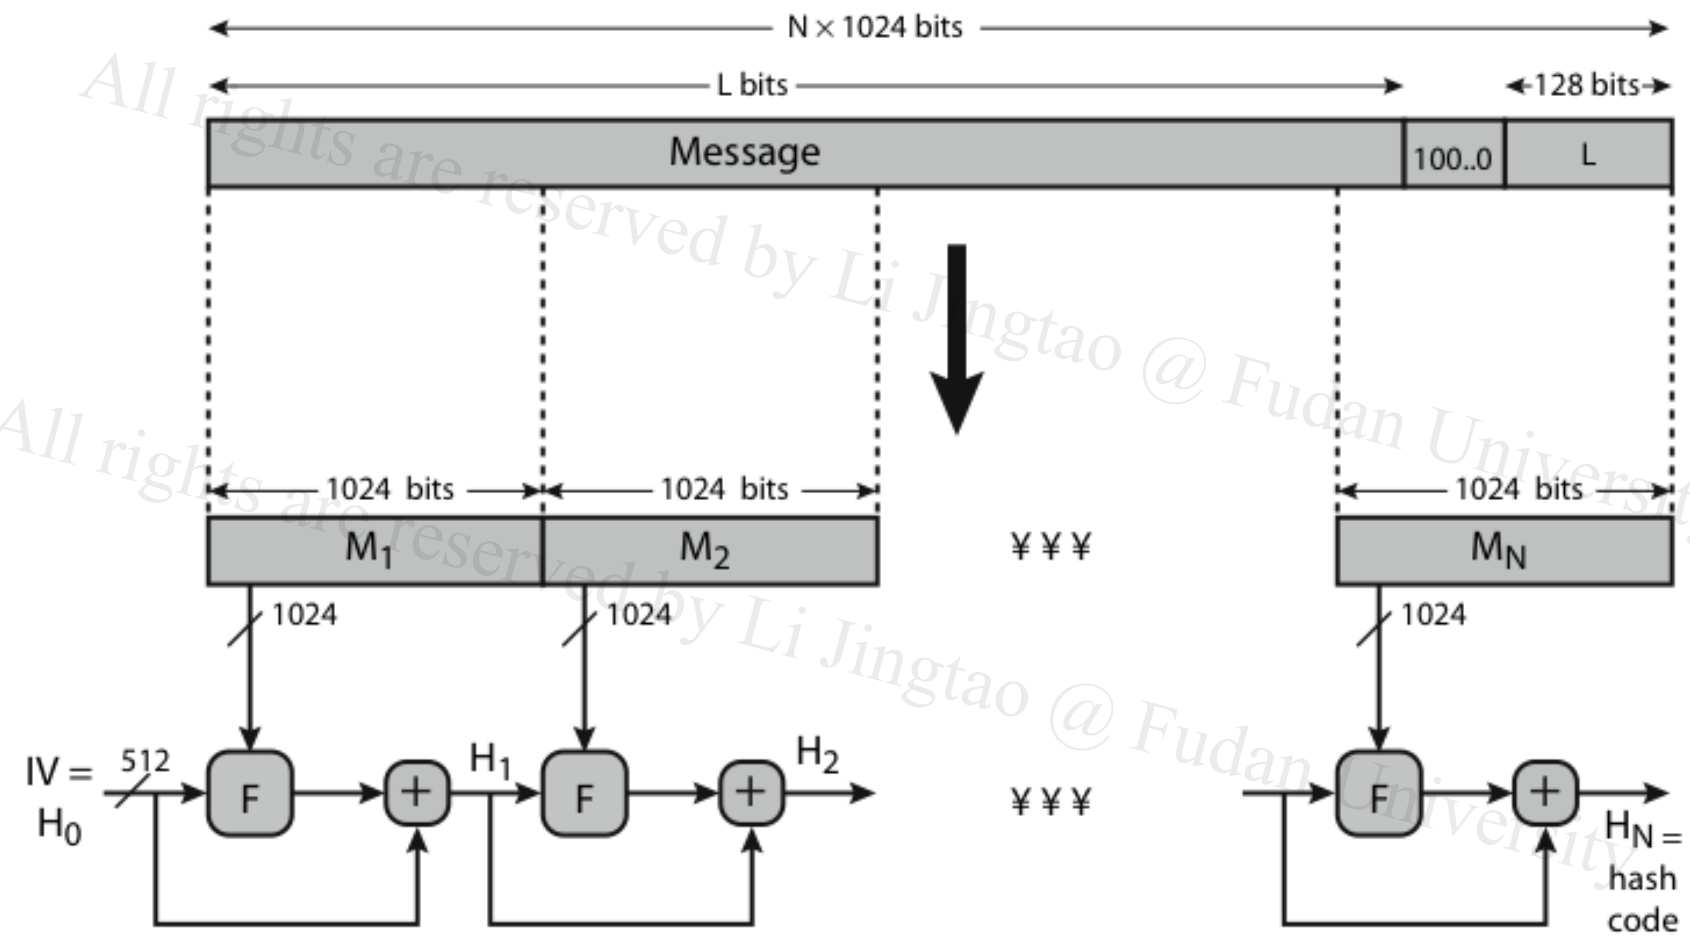 N × 1024 bits
L bits
128 bits
Message
100..0
L
1024 bits
1024 bits
1024 bits
M1
M2
¥ ¥ ¥
MN
1024
1024
1024
IV =
H0
512
F
+
H1
F
+
H2
¥ ¥ ¥
F
+
HN =
hash
code
All rights are reserved by Li Jingtao @ Fudan University
All rights are reserved by Li Jingtao @ Fudan University